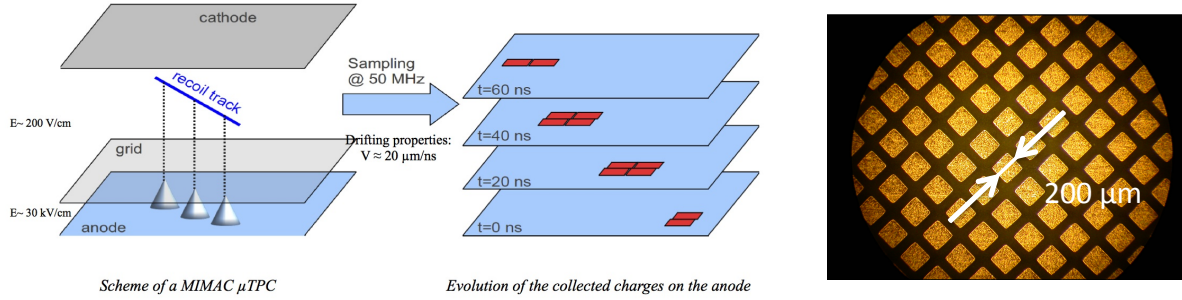 cathode
recoil track
E~ 200 V/cm
grid
E~ 30 kV/cm
anode
Scheme of a MIMAC µTPC
Sampling
@ 50 MHz
Drifting properties:
V ≈ 20 µm/ns
t=60 ns
t=40 ns
t=20 ns
t=0 ns
Evolution of the collected charges on the anode
200 µm